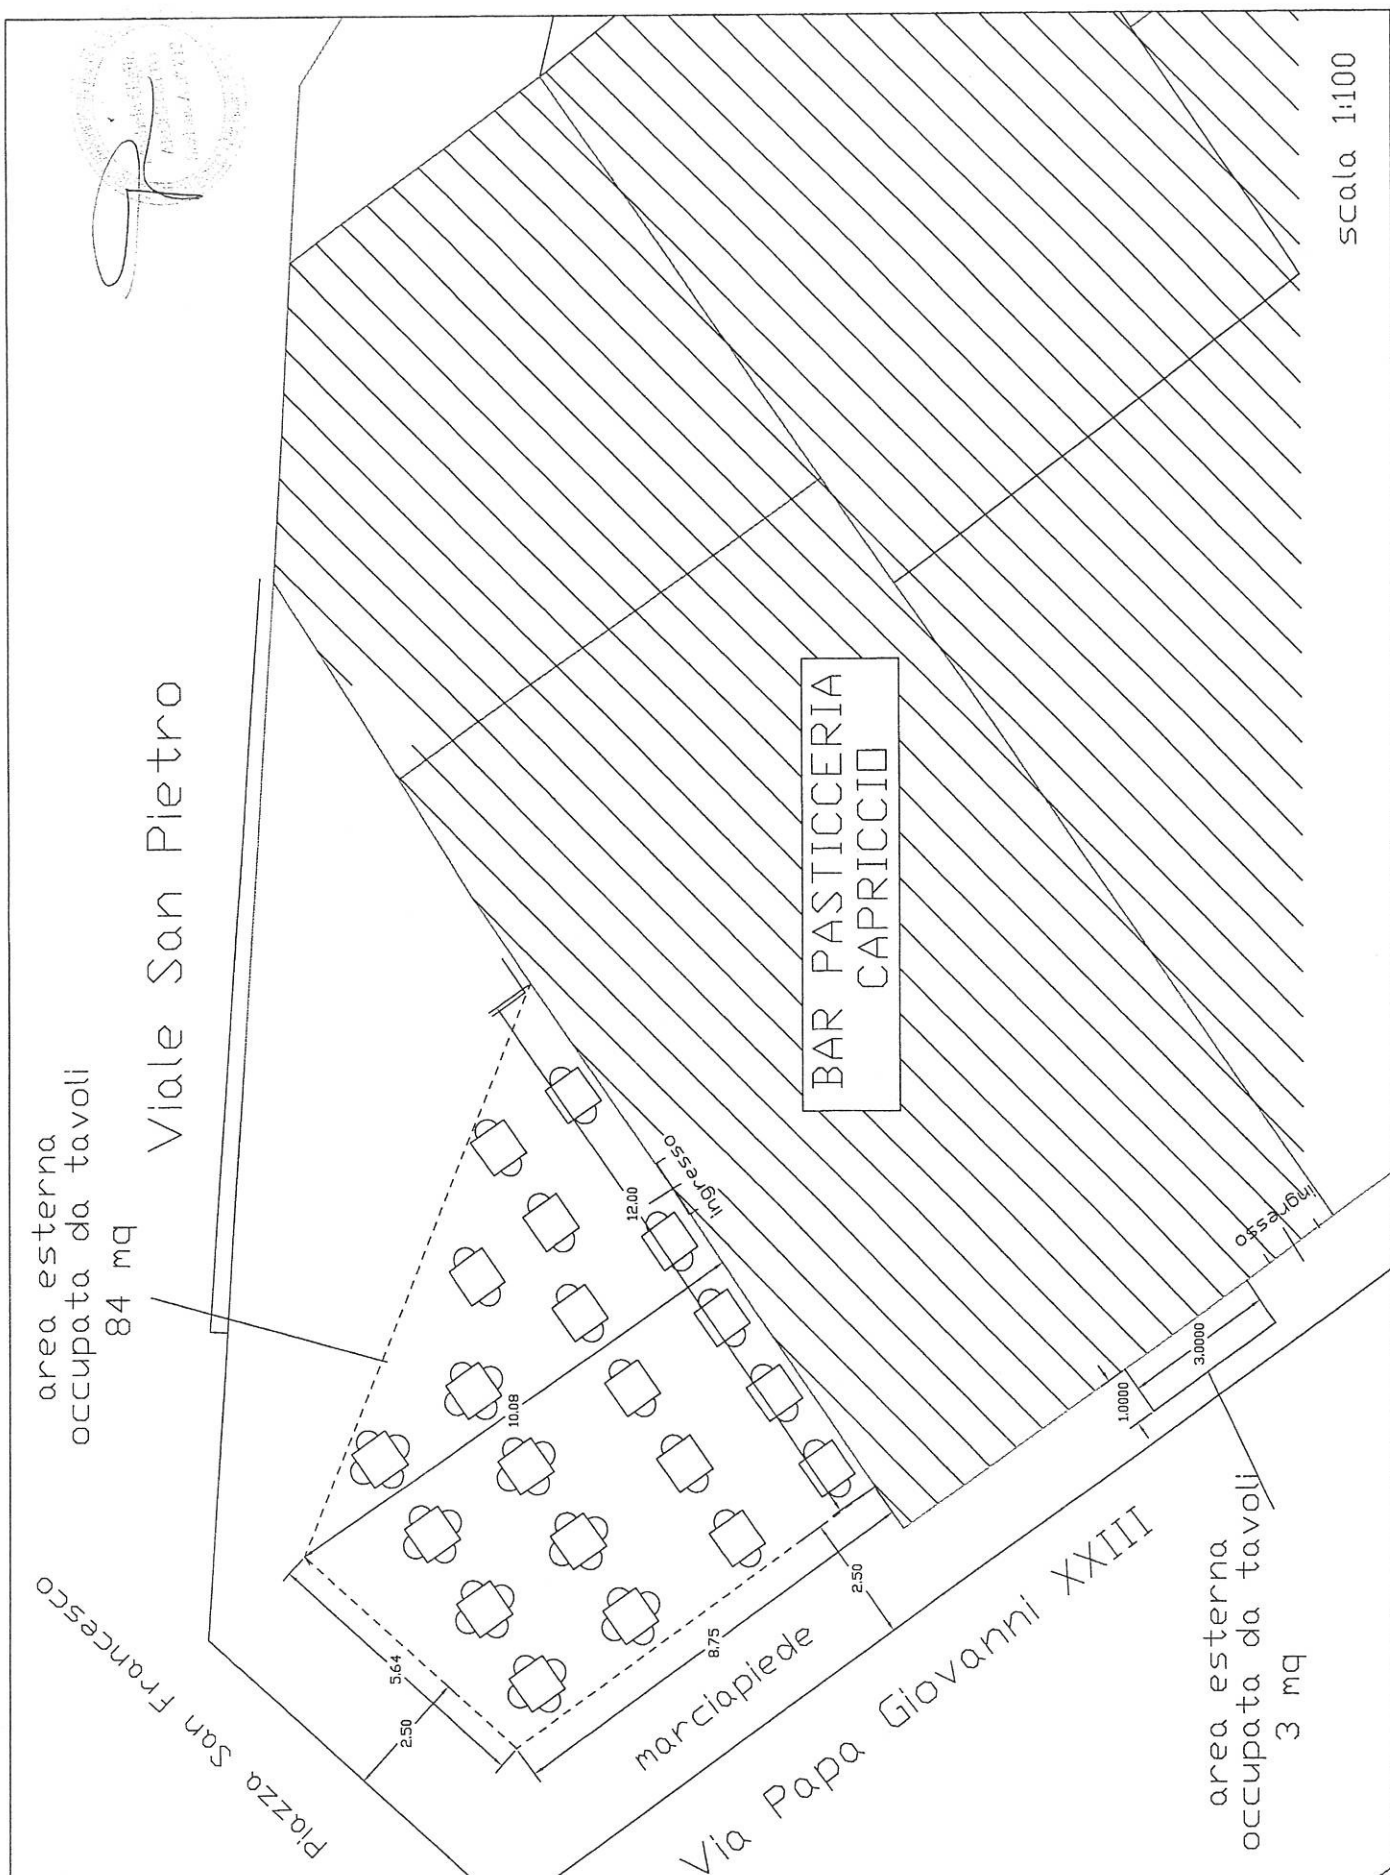 Piazza San Francesco
area esterna
occupata da tavoli
84 mq
Viale San Pietro
5.64
2.50
10.08
12.00
ingresso
8.75
2.50
marciapiede
Via Papa Giovanni XXIII
BAR PASTICCERIA
CAPRICCIO
area esterna
occupata da tavoli
3 mq
1.0000
3.0000
ingresso
scala 1:100